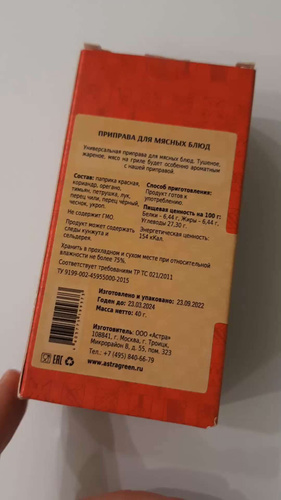 ПРИПРАВА ДЛЯ МЯСНЫХ БЛЮД
Универсальная приправа для мясных блюд. Тушеное,
жареное, мясо на гриле будет особенно ароматным
с нашей приправой.
Состав: паприка красная,
кориандр, орегано,
тимьян, петрушка, лук,
перец чили, перец чёрный,
чеснок, укроп.
Не содержит ГМО.
Продукт может содержать
следы кунжута и
сельдерея.
Способ приготовления:
Продукт готов к
употреблению
Пищевая ценность на 100 г:
Белки – 6,44 г. Жиры – 6,44 г.
Углеводы 27,30 г.
Энергетическая ценность:
154 кКал.
Хранить в прохладном и сухом месте при относительной
влажности не более 75%.
Соответствует требованиям ТР ТС 021/2011
ТУ 9199-002-45955000-2015
Изготовлено и упаковано: 23.09.2022
Годен до: 23.03.2024
Масса нетто: 40 г.
Изготовитель: ООО «Астра»
108841, г. Москва, г. Троицк,
Микрорайон В, д. 55, пом. 323
Тел.: +7 (495) 840-66-79
www.astragreen.ru
EAC